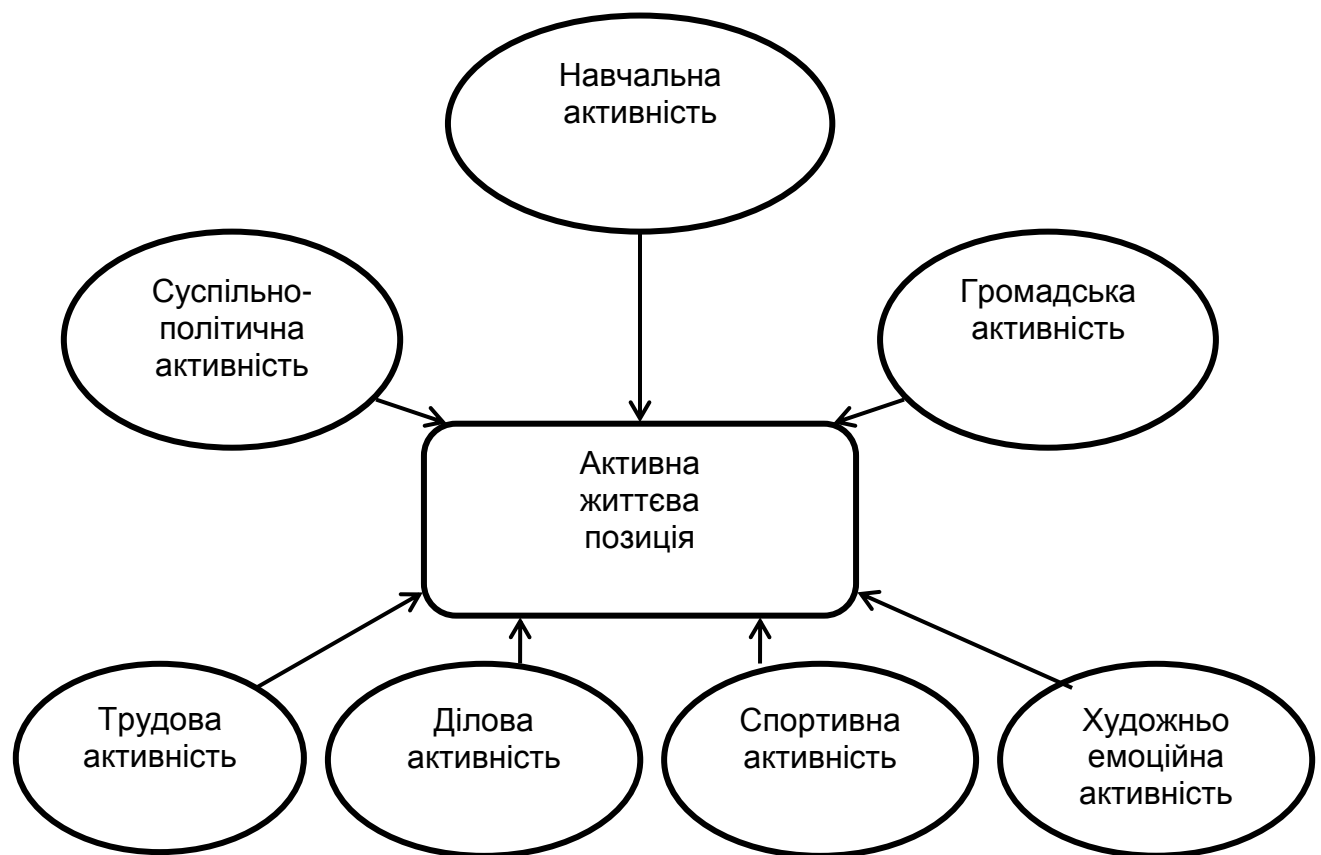 Навчальна
активність
Суспільно-
політична
активність
Громадська
активність
Активна
життєва
позиція
Трудова
активність
Ділова
активність
Спортивна
активність
Художньо
емоційна
активність